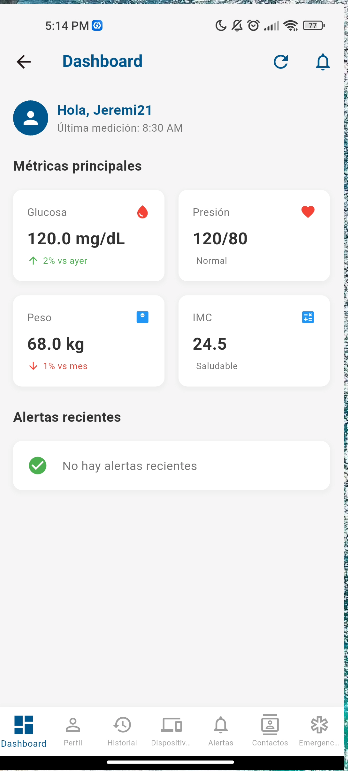 5:14 PM
77
Dashboard
Hola, Jeremi21
Última medición: 8:30 AM
Métricas principales
Glucosa
120.0 mg/dL
2% vs ayer
Presión
120/80
Normal
Peso
68.0 kg
1% vs mes
IMC
24.5
Saludable
Alertas recientes
No hay alertas recientes
Dashboard
Perfil
Historial
Dispositiv...
Alertas
Contactos
Emergenc...